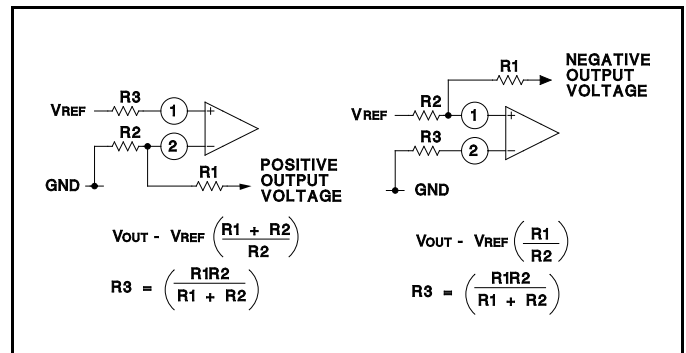 R3
VREF
1
+
R2
2
−
R1
GND
POSITIVE
OUTPUT
VOLTAGE
VOUT - VREF (R1 + R2 / R2)
R3 = (R1R2 / R1 + R2)
R1
NEGATIVE
OUTPUT
VOLTAGE
R2
VREF
1
+
R3
2
−
GND
VOUT - VREF (R1 / R2)
R3 = (R1R2 / R1 + R2)